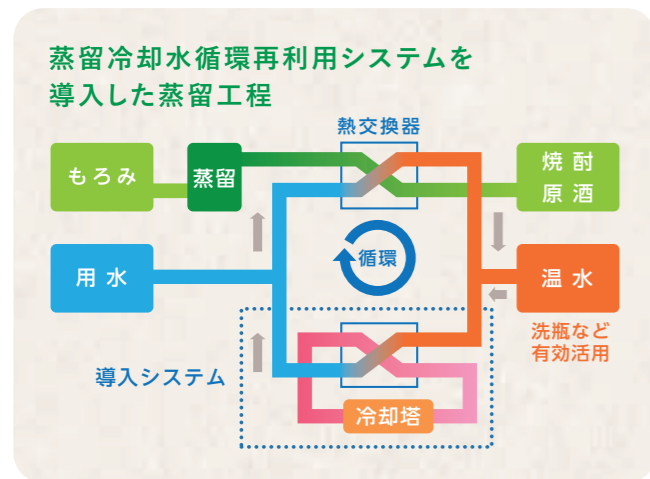 蒸留冷却水循環再利用システムを
導入した蒸留工程
熱交換器
もろみ
蒸留
焼酎
原酒
用水
循環
温水
洗瓶など
有効活用
導入システム
冷却塔